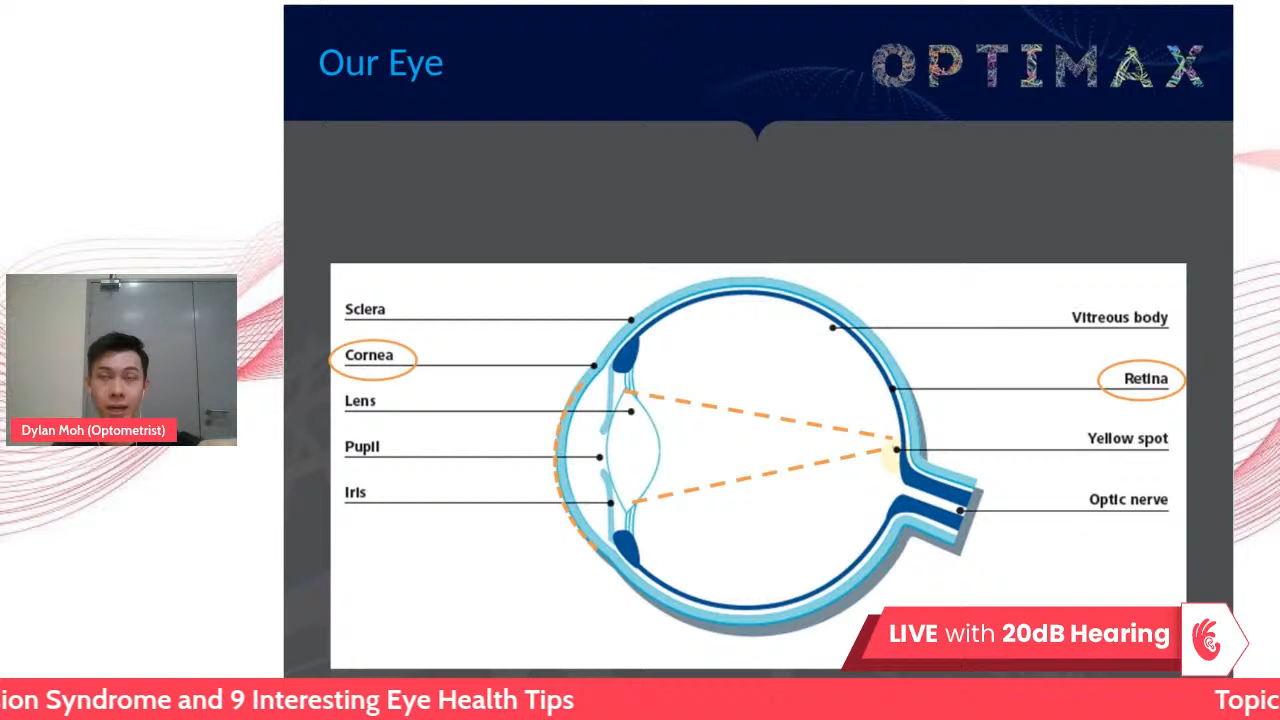 Our Eye
OPTIMAX
Sclera
Cornea
Lens
Pupil
Iris
Vitreous body
Retina
Yellow spot
Optic nerve
Dylan Moh (Optometrist)
LIVE with 20dB Hearing
sion Syndrome and 9 Interesting Eye Health Tips
Topic